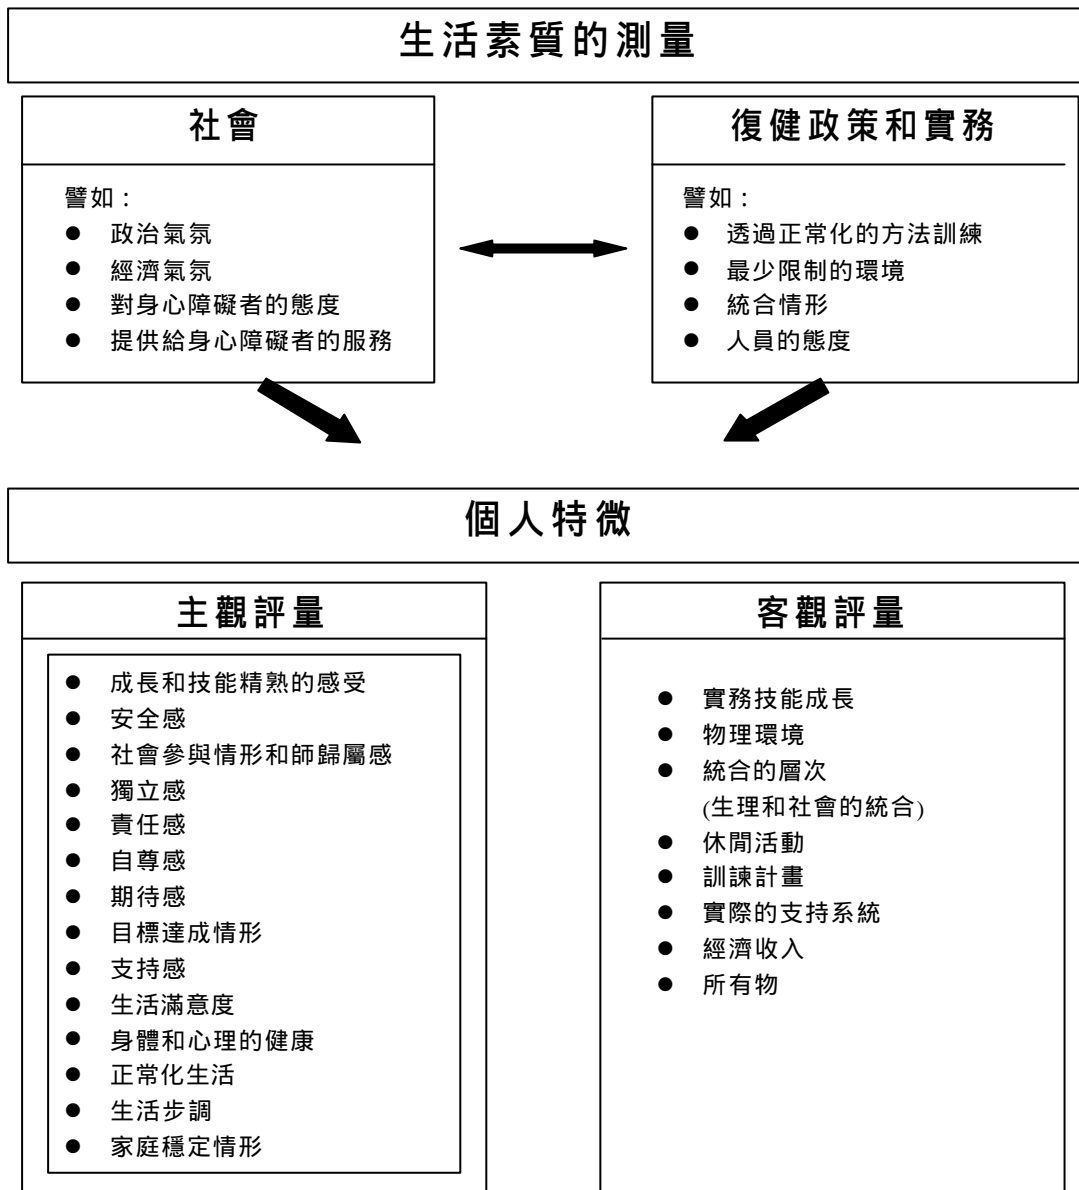 生活素質的測量
社會
譬如：
● 政治氣氛
● 經濟氣氛
● 對身心障礙者的態度
● 提供給身心障礙者的服務
復健政策和實務
譬如：
● 透過正常化的方法訓練
● 最少限制的環境
● 統合情形
● 人員的態度
個人特微
主觀評量
● 成長和技能精熟的感受
● 安全感
● 社會參與情形和師歸屬感
● 獨立感
● 責任感
● 自尊感
● 期待感
● 目標達成情形
● 支持感
● 生活滿意度
● 身體和心理的健康
● 正常化生活
● 生活步調
● 家庭穩定情形
客觀評量
● 實務技能成長
● 物理環境
● 統合的層次
(生理和社會的統合)
● 休閒活動
● 訓諫計畫
● 實際的支持系統
● 經濟收入
● 所有物